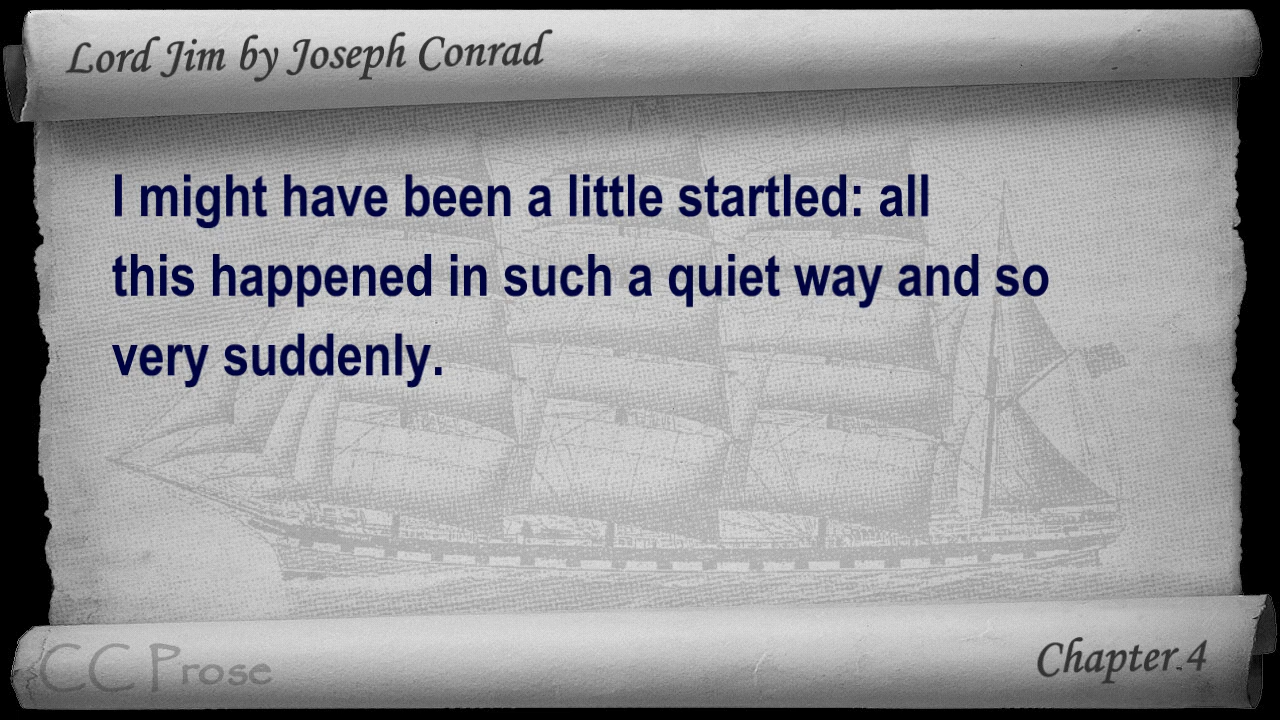 Lord Jim by Joseph Conrad
I might have been a little startled: all
this happened in such a quiet way and so
very suddenly.
CC Prose
Chapter 4